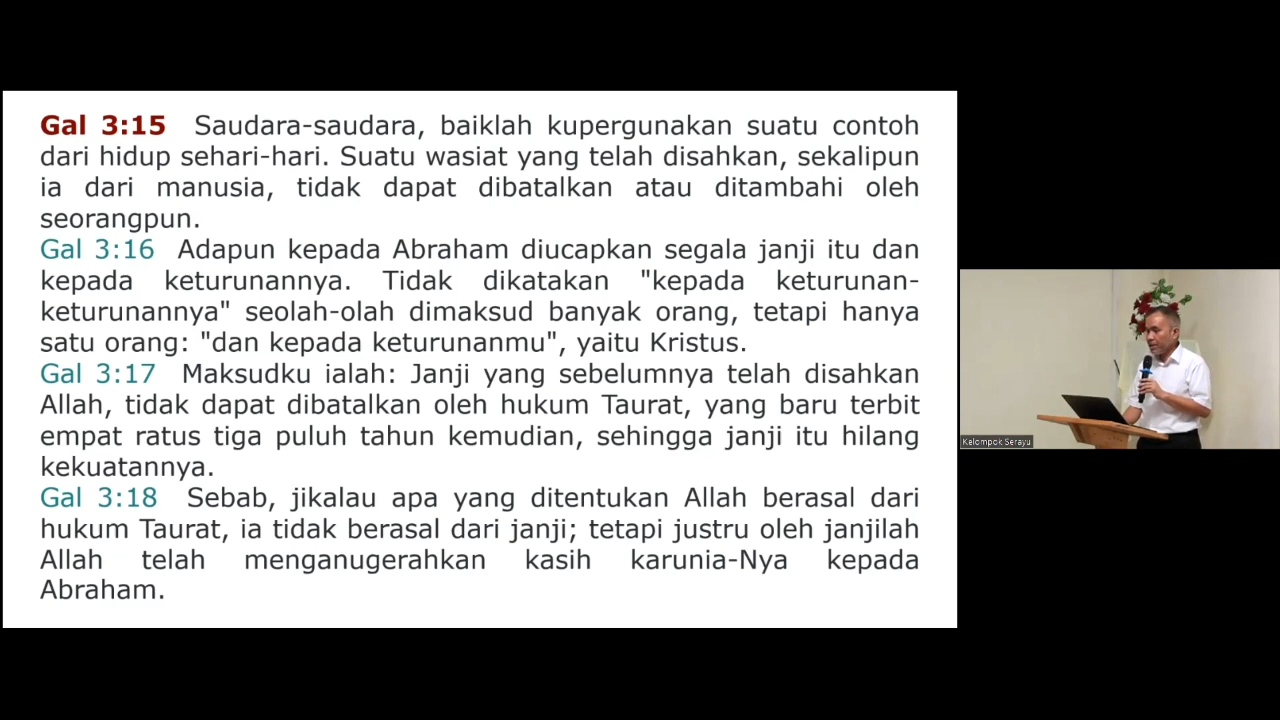 Gal 3:15 Saudara-saudara, baiklah kupergunakan suatu contoh
dari hidup sehari-hari. Suatu wasiat yang telah disahkan, sekalipun
ia dari manusia, tidak dapat dibatalkan atau ditambahi oleh
seorangpun.
Gal 3:16 Adapun kepada Abraham diucapkan segala janji itu dan
kepada keturunannya. Tidak dikatakan "kepada keturunan-
keturunannya" seolah-olah dimaksud banyak orang, tetapi hanya
satu orang: "dan kepada keturunanmu", yaitu Kristus.
Gal 3:17 Maksudku ialah: Janji yang sebelumnya telah disahkan
Allah, tidak dapat dibatalkan oleh hukum Taurat, yang baru terbit
empat ratus tiga puluh tahun kemudian, sehingga janji itu hilang
kekuatannya.
Gal 3:18 Sebab, jikalau apa yang ditentukan Allah berasal dari
hukum Taurat, ia tidak berasal dari janji; tetapi justru oleh janjilah
Allah telah menganugerahkan kasih karunia-Nya kepada
Abraham.
Kelompok Serayu